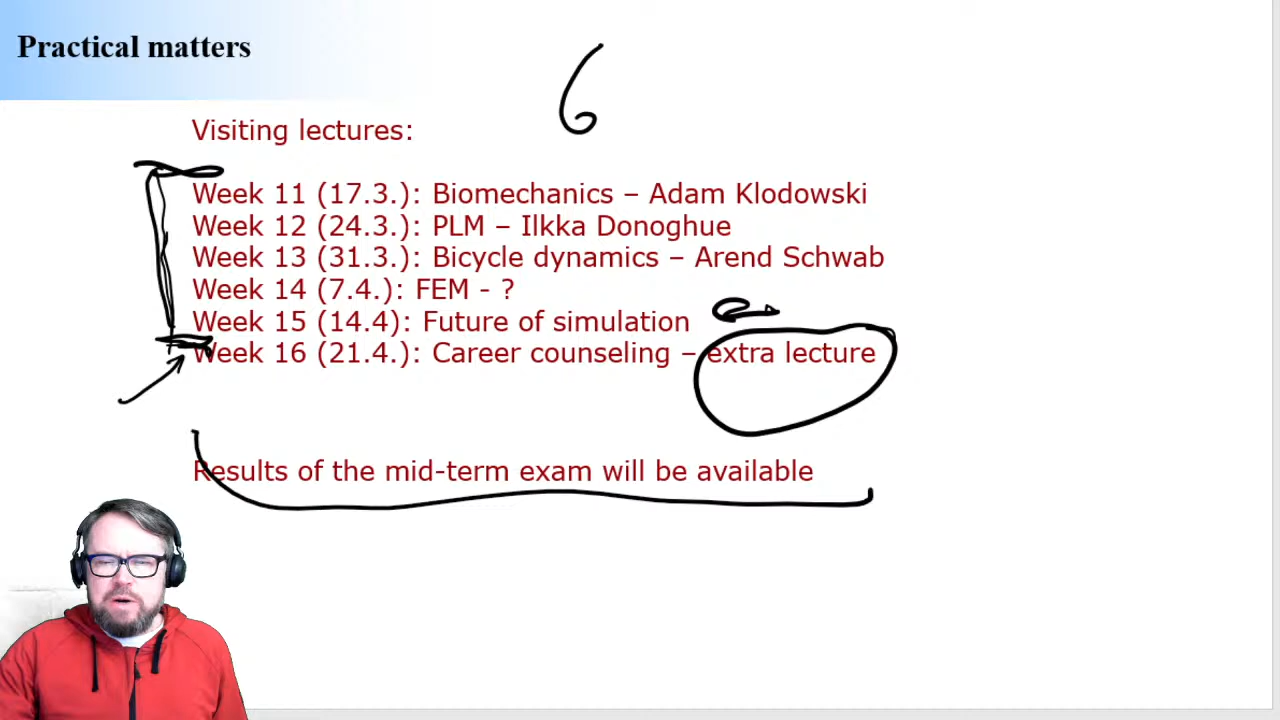 Practical matters
6
Visiting lectures:
Week 11 (17.3.): Biomechanics – Adam Klodowski
Week 12 (24.3.): PLM – Ilkka Donoghue
Week 13 (31.3.): Bicycle dynamics – Arend Schwab
Week 14 (7.4.): FEM - ?
Week 15 (14.4): Future of simulation
Week 16 (21.4.): Career counseling – extra lecture
Results of the mid-term exam will be available